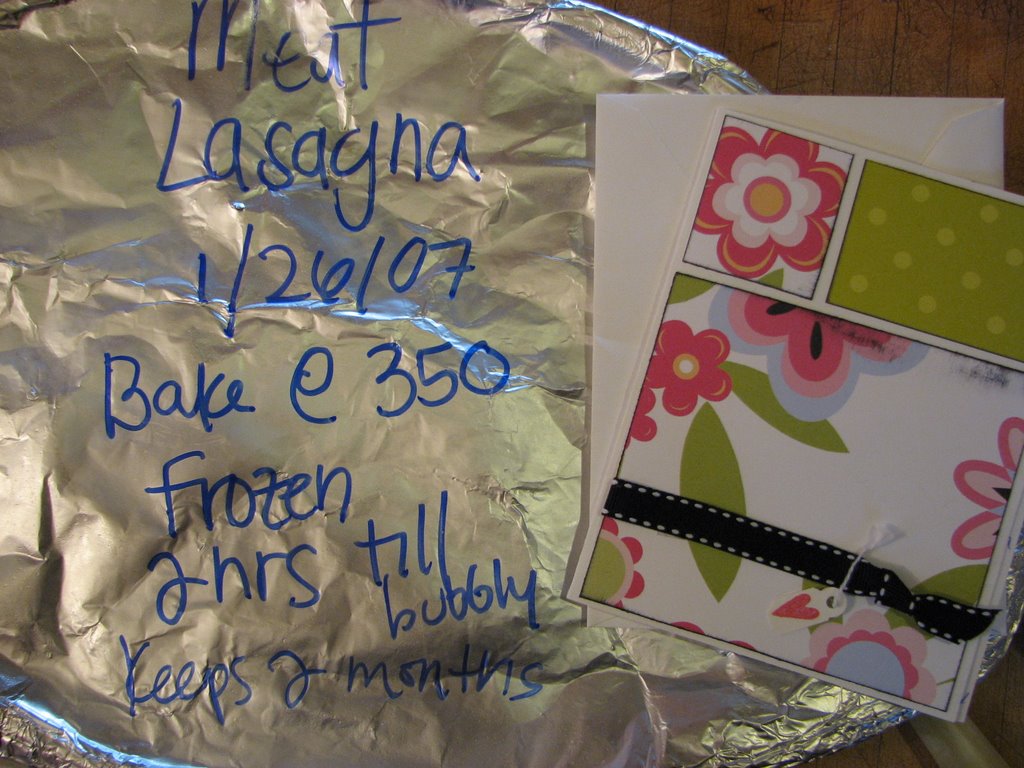 Meat
Lasagna
1/26/07
Bake @ 350
frozen
2 hrs till
bubbly
Keeps 2 months